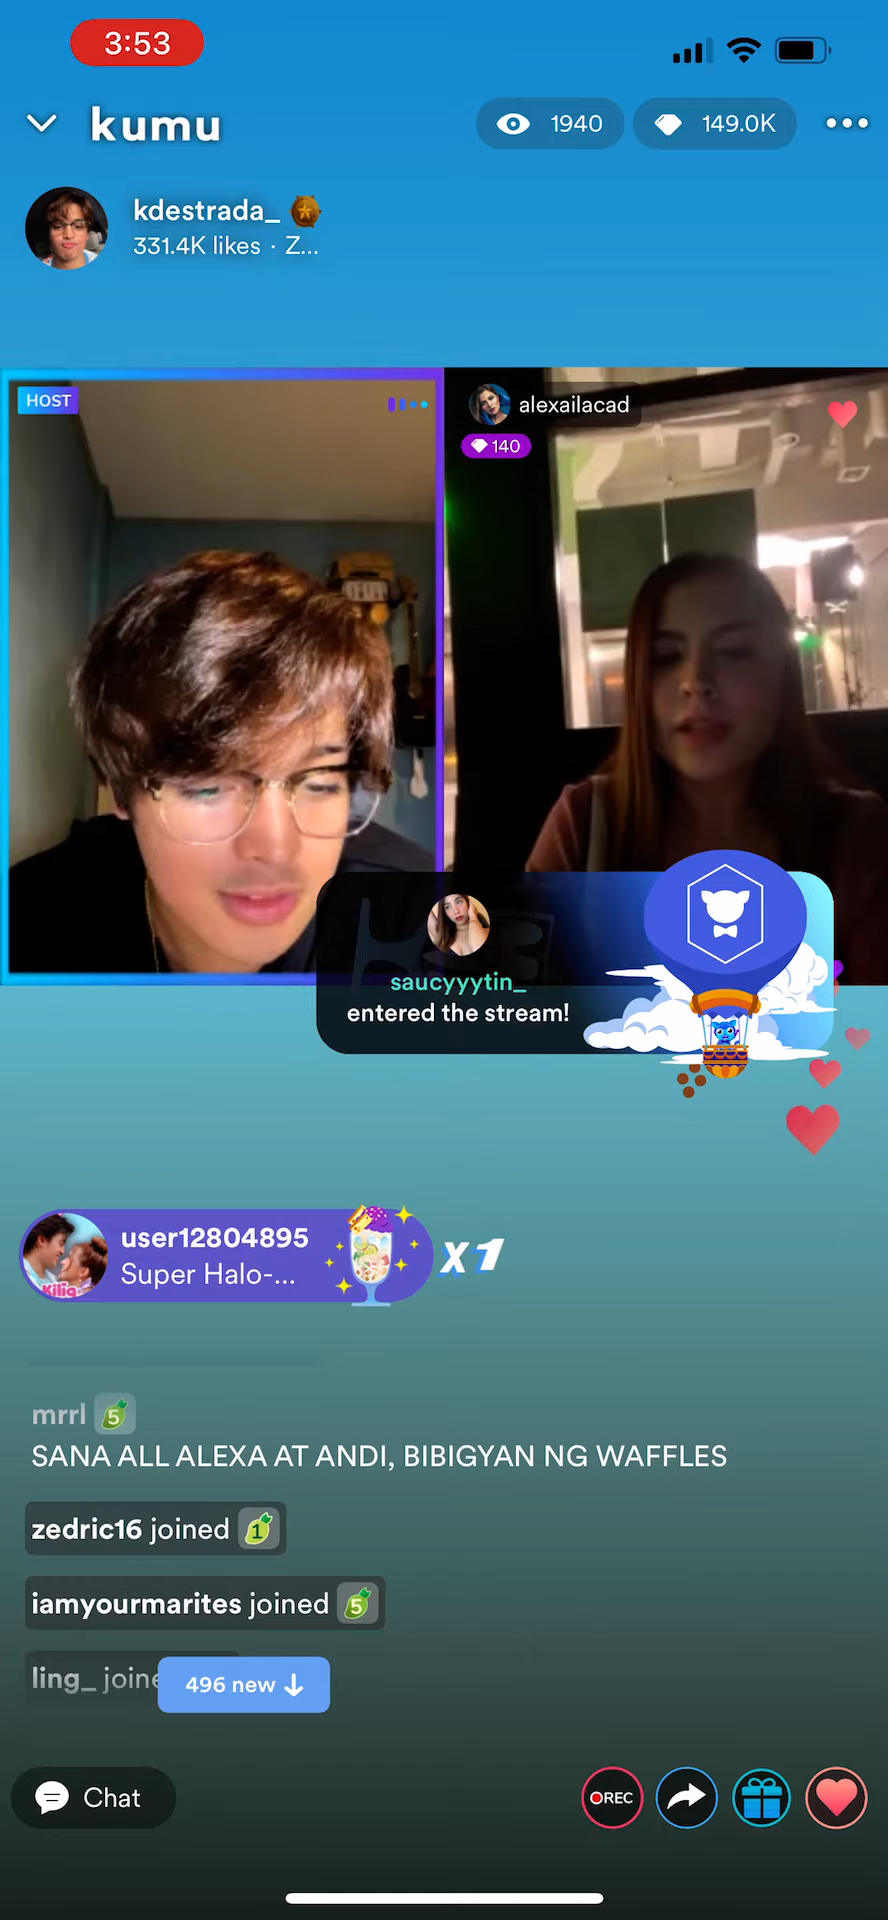 3:53
kumu
1940
149.0K
kdestrada_
331.4K likes · Z...
HOST
alexailacad
140
saucyyytin_
entered the stream!
user12804895
Super Halo-...
X1
Kilig
mrrl 5
SANA ALL ALEXA AT ANDI, BIBIGYAN NG WAFFLES
zedric16 joined 1
iamyourmarites joined 5
ling_ joine
496 new
Chat
REC